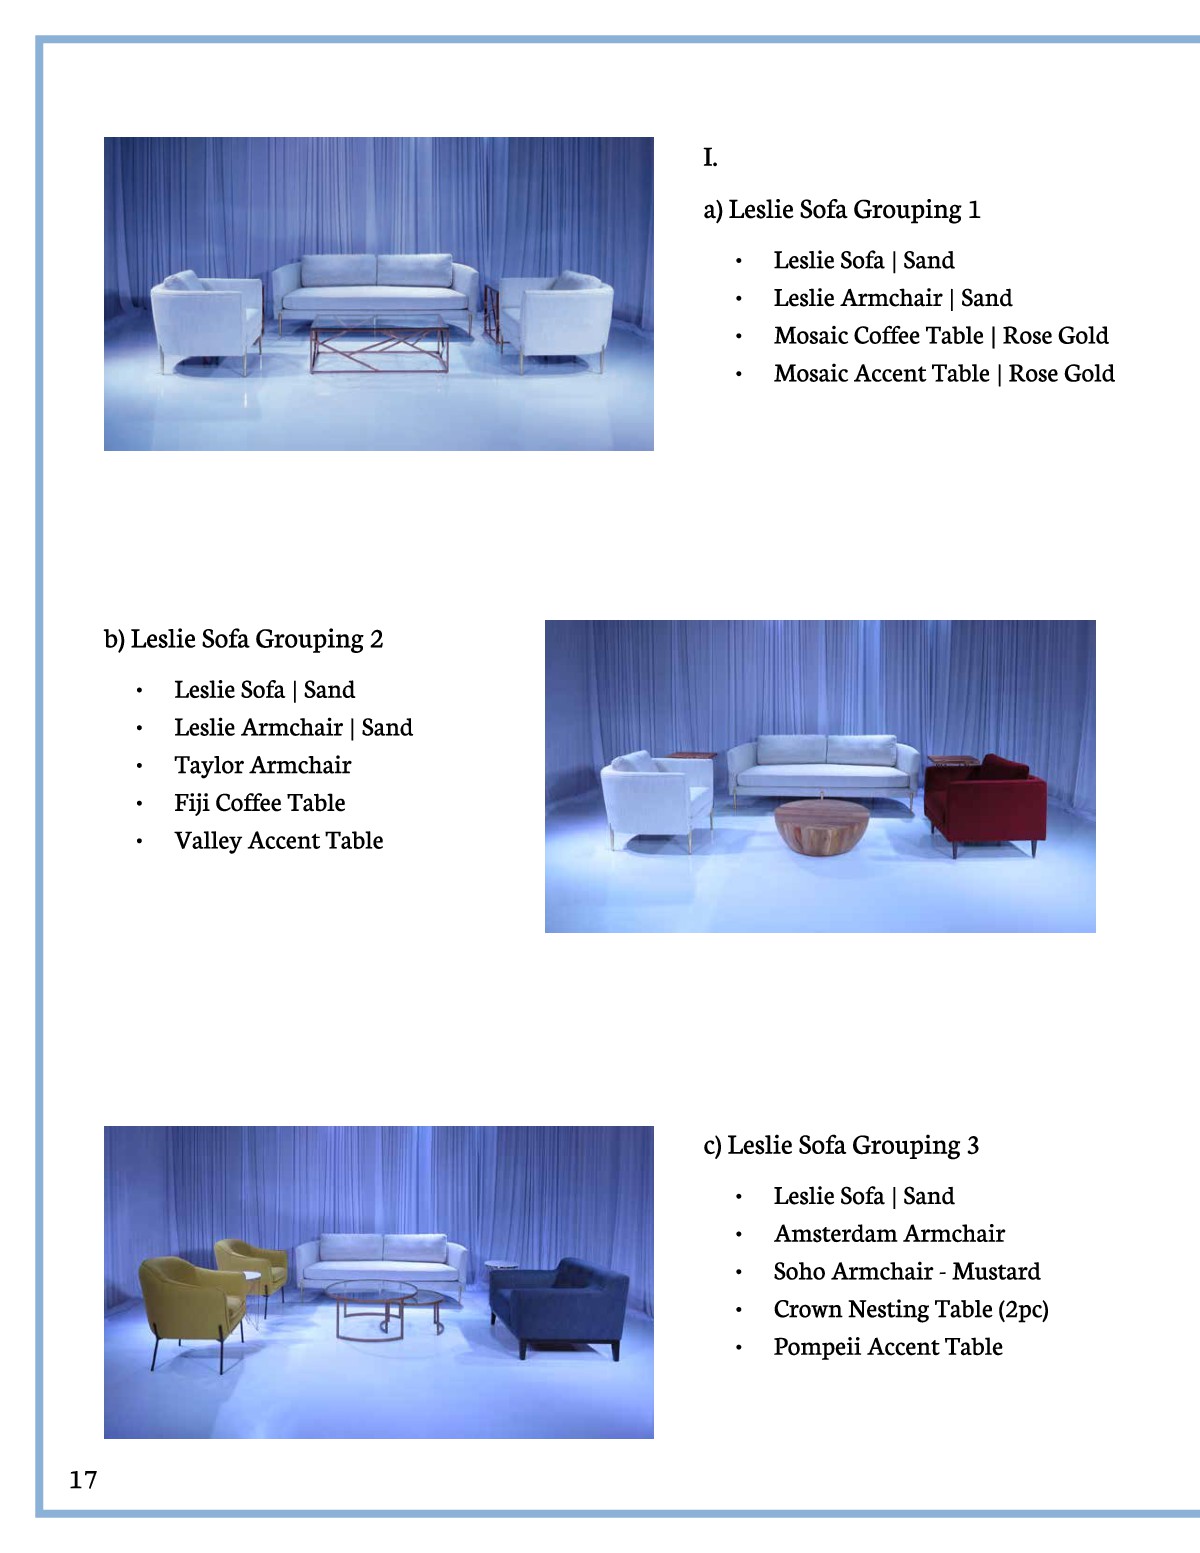 I.
a) Leslie Sofa Grouping 1
• Leslie Sofa | Sand
• Leslie Armchair | Sand
• Mosaic Coffee Table | Rose Gold
• Mosaic Accent Table | Rose Gold
b) Leslie Sofa Grouping 2
• Leslie Sofa | Sand
• Leslie Armchair | Sand
• Taylor Armchair
• Fiji Coffee Table
• Valley Accent Table
c) Leslie Sofa Grouping 3
• Leslie Sofa | Sand
• Amsterdam Armchair
• Soho Armchair - Mustard
• Crown Nesting Table (2pc)
• Pompeii Accent Table
17